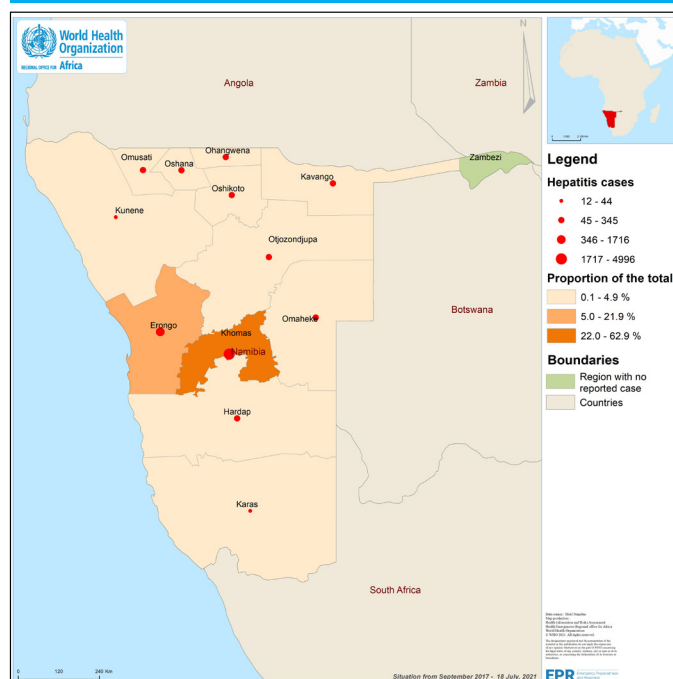 World Health
Organization
REGIONAL OFFICE FOR Africa
N
Angola
Zambia
Zambezi
Omusati
Oshana
Ohangwena
Kavango
Oshikoto
Kunene
Otjozondjupa
Omaheke
Botswana
Erongo
Khomas
Namibia
Hardap
Karas
South Africa
Legend
Hepatitis cases
12 - 44
45 - 345
346 - 1716
1717 - 4996
Proportion of the total
0.1 - 4.9 %
5.0 - 21.9 %
22.0 - 62.9 %
Boundaries
Region with no
reported case
Countries
0 120 240 Km
Situation from September 2017 - 18 July, 2021
EPR